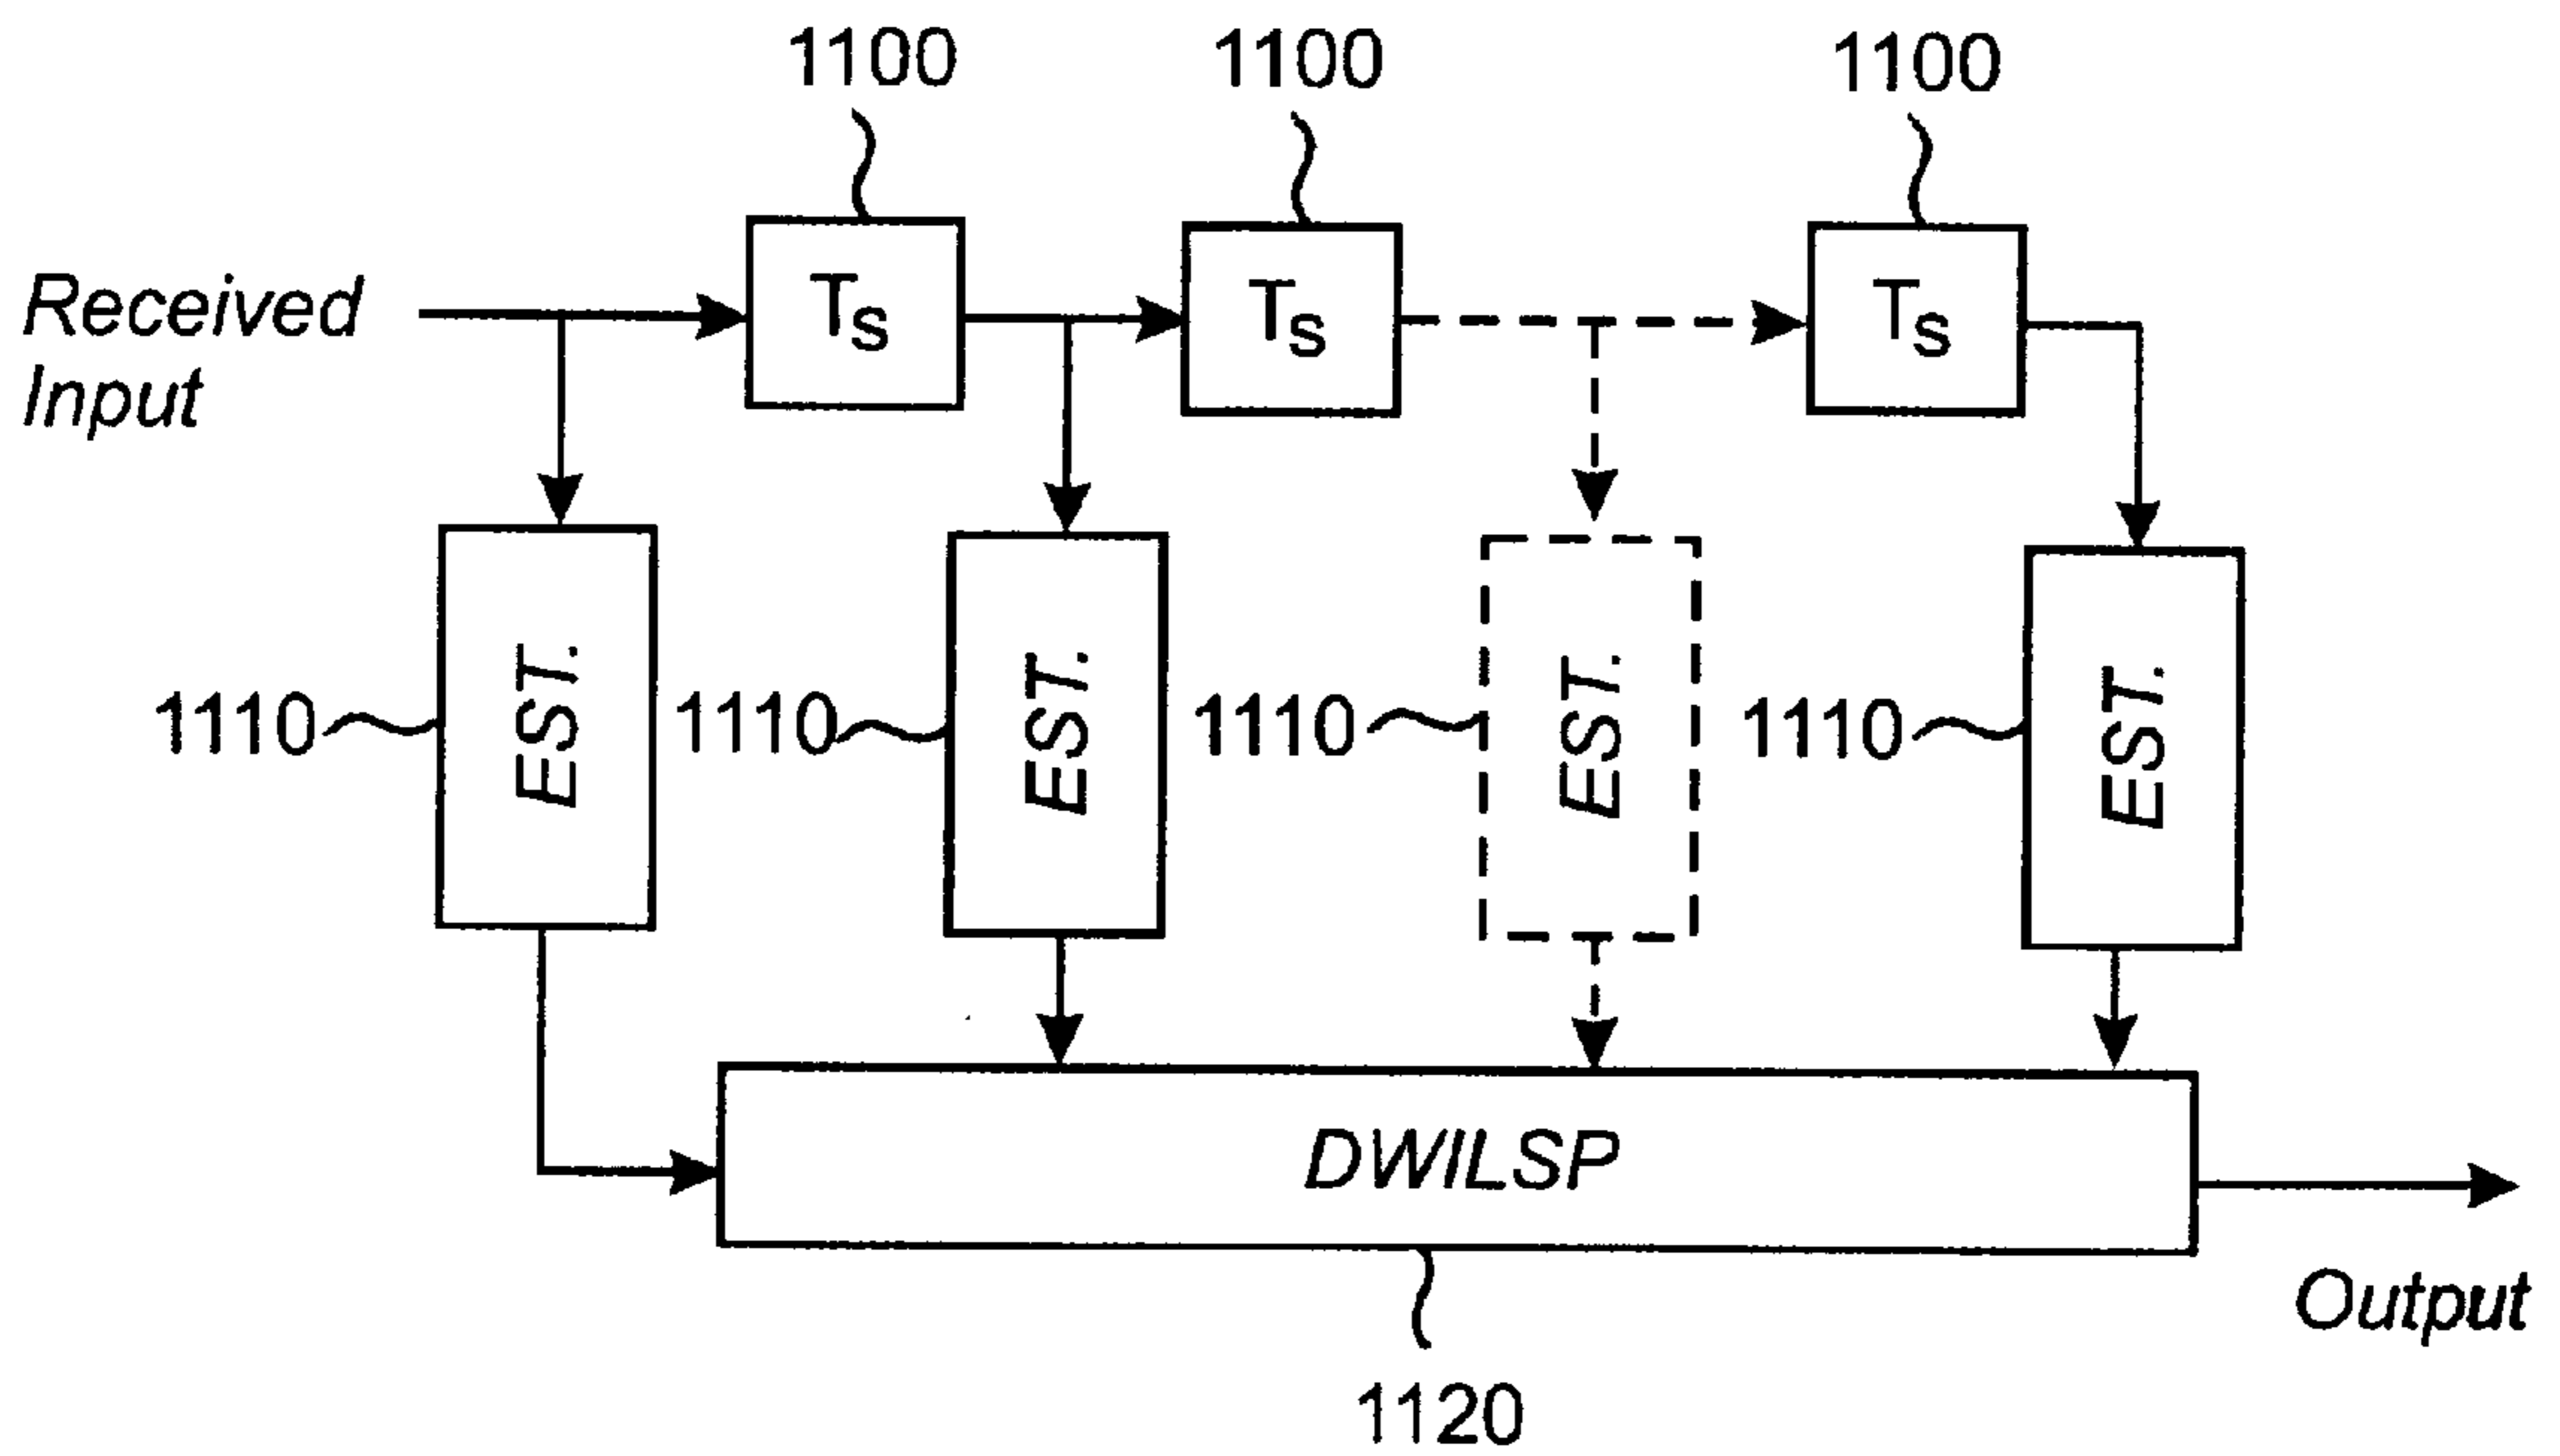 1100 1100 1100
Received
Input
Ts Ts Ts
1110 EST. 1110 EST. 1110 EST. 1110 EST.
DWILSP
Output
1120